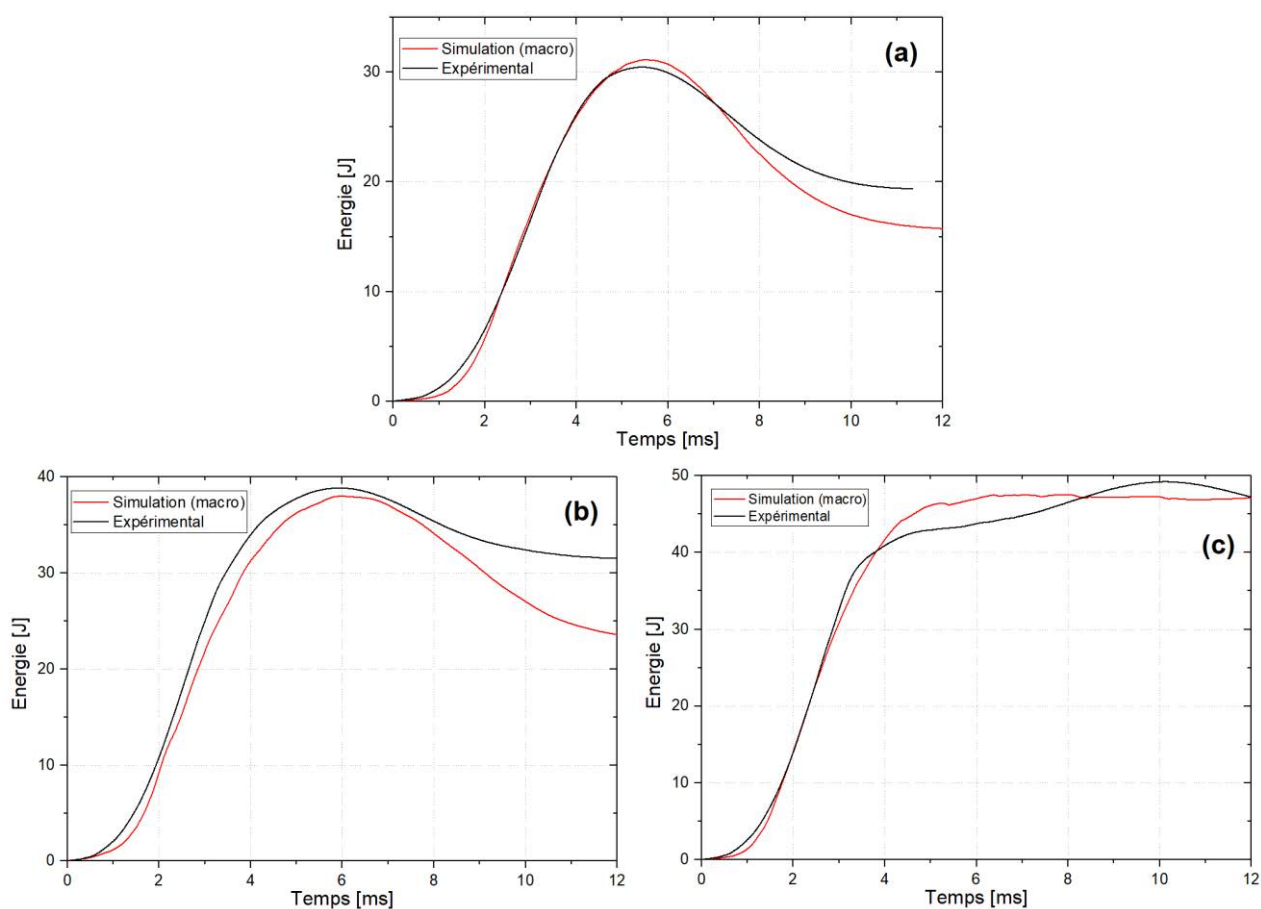 (a)
Simulation (macro)
Expérimental
Energie [J]
30
20
10
0
0 2 4 6 8 10 12
Temps [ms]
(b)
Simulation (macro)
Expérimental
Energie [J]
40
30
20
10
0
0 2 4 6 8 10 12
Temps [ms]
(c)
Simulation (macro)
Expérimental
Energie [J]
50
40
30
20
10
0
0 2 4 6 8 10 12
Temps [ms]